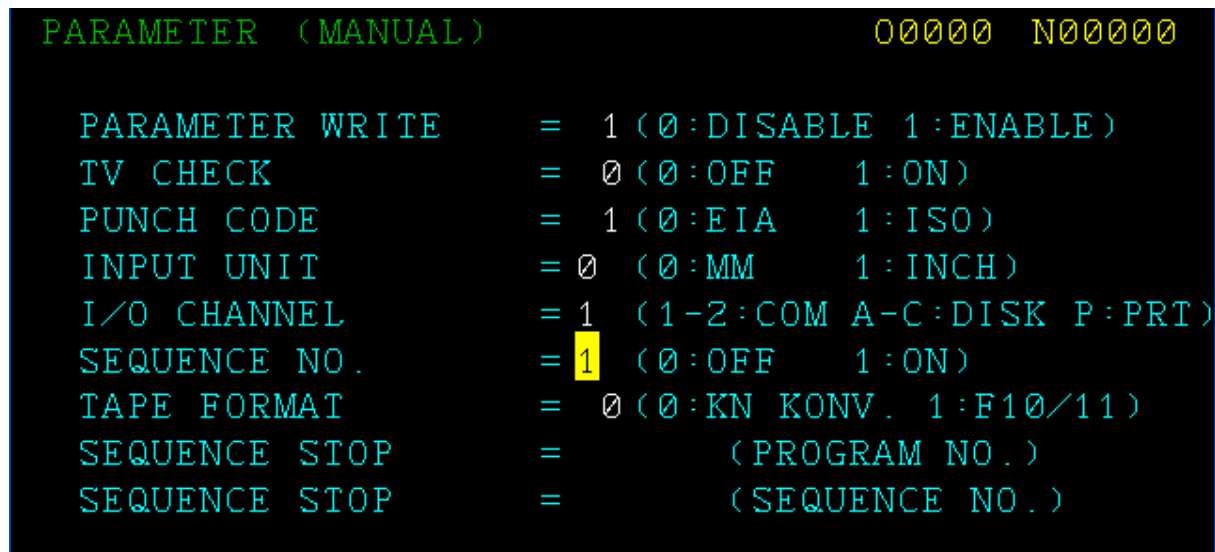 PARAMETER (MANUAL) O0000 N00000
PARAMETER WRITE = 1(0:DISABLE 1:ENABLE)
TV CHECK = 0(0:OFF 1:ON)
PUNCH CODE = 1(0:EIA 1:ISO)
INPUT UNIT =0 (0:MM 1:INCH)
I/O CHANNEL =1 (1-2:COM A-C:DISK P:PRT)
SEQUENCE NO. =1 (0:OFF 1:ON)
TAPE FORMAT = 0(0:KN KONV. 1:F10/11)
SEQUENCE STOP = (PROGRAM NO.)
SEQUENCE STOP = (SEQUENCE NO.)